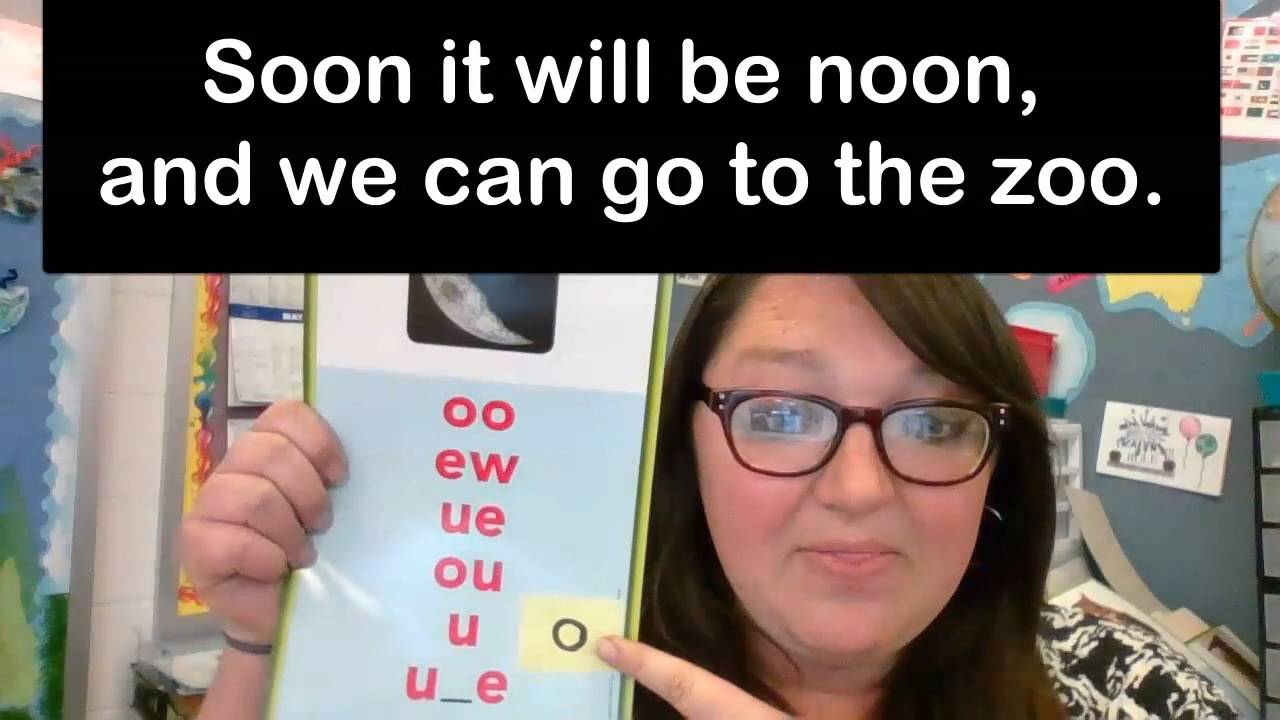 Soon it will be noon,
and we can go to the zoo.
oo
ew
ue
ou
u
o
u_e